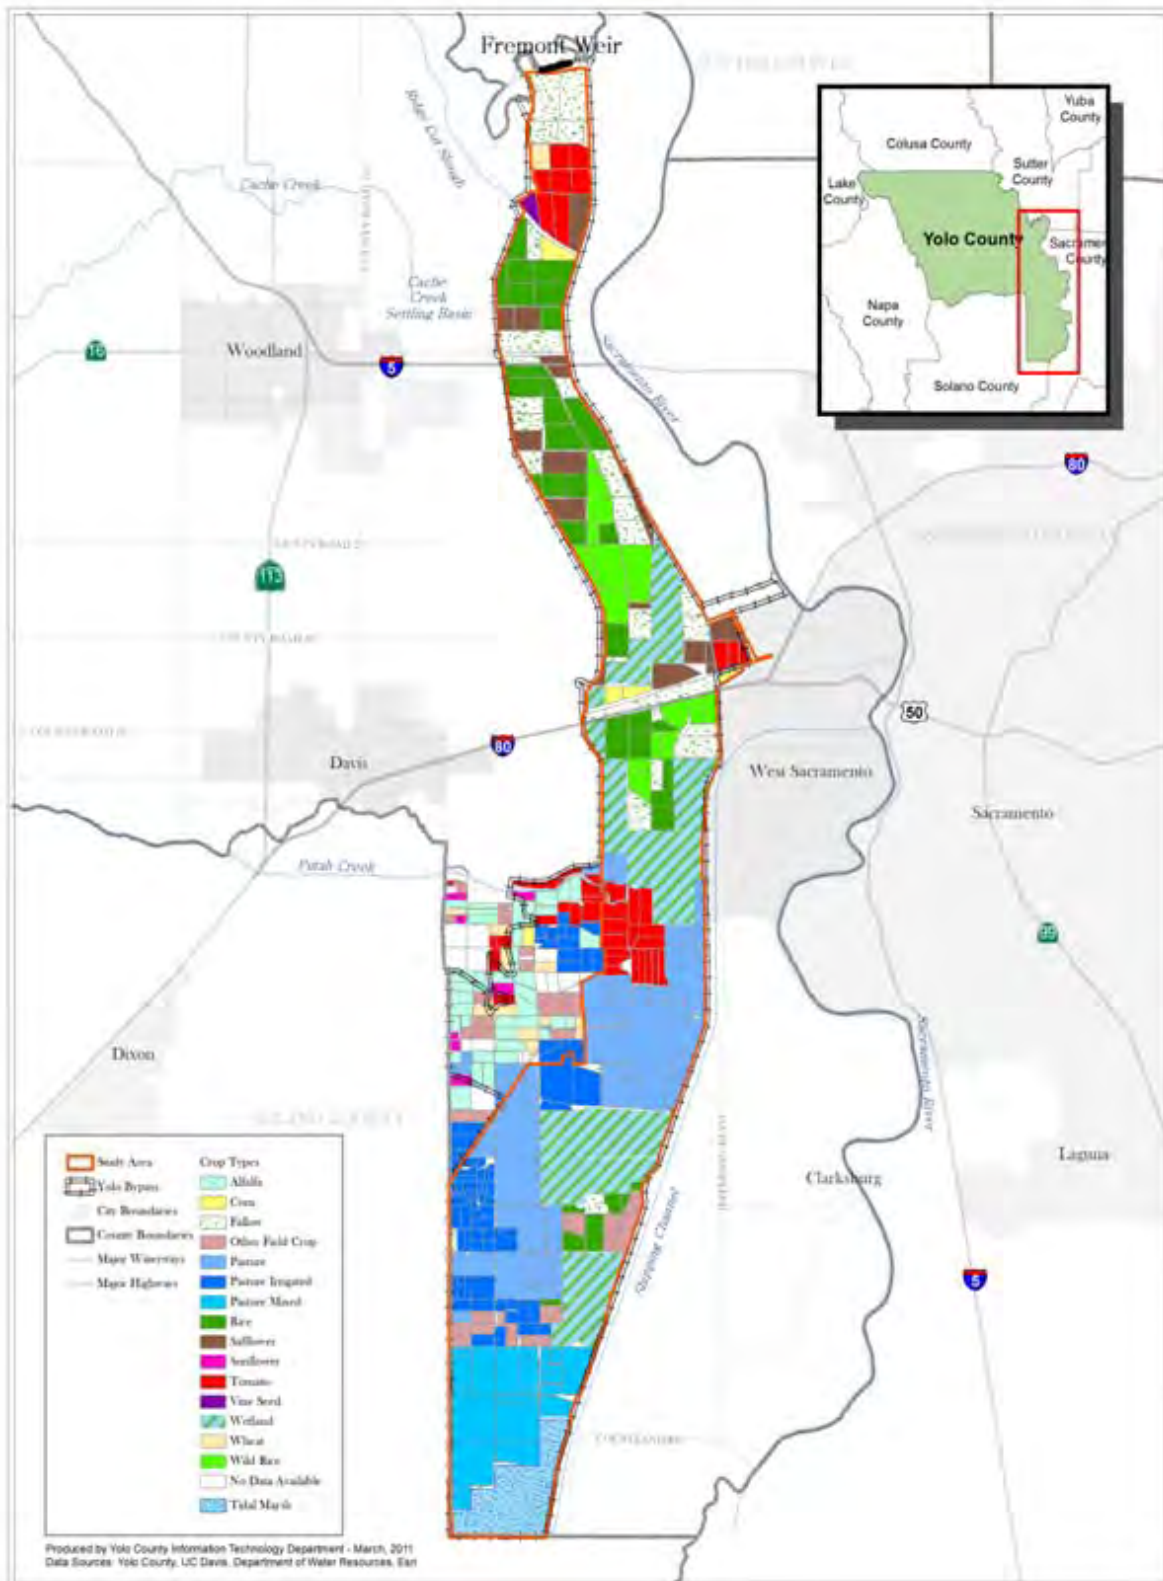 Fremont Weir
Yuba
County
Colusa County
Sutter
County
Lake
County
Yolo County
Sacramen
County
Napa
County
Solano County
Ridge Cut Slough
Cache Creek
Cache
Creek
Settling Basin
16
Woodland
5
Sacramento River
80
113
50
80
Davis
West Sacramento
Sacramento
Putah Creek
99
Dixon
Sacramento River
Laguna
Clarksburg
Shipping Channel
5
Study Area
Yolo Bypass
City Boundaries
County Boundaries
Major Waterways
Major Highways
Crop Types
Alfalfa
Corn
Fallow
Other Field Crop
Pasture
Pasture Irrigated
Pasture Mixed
Rice
Safflower
Sunflower
Tomato
Vine Seed
Wetland
Wheat
Wild Rice
No Data Available
Tidal Marsh
Produced by Yolo County Information Technology Department - March, 2011
Data Sources: Yolo County, UC Davis, Department of Water Resources, Esri